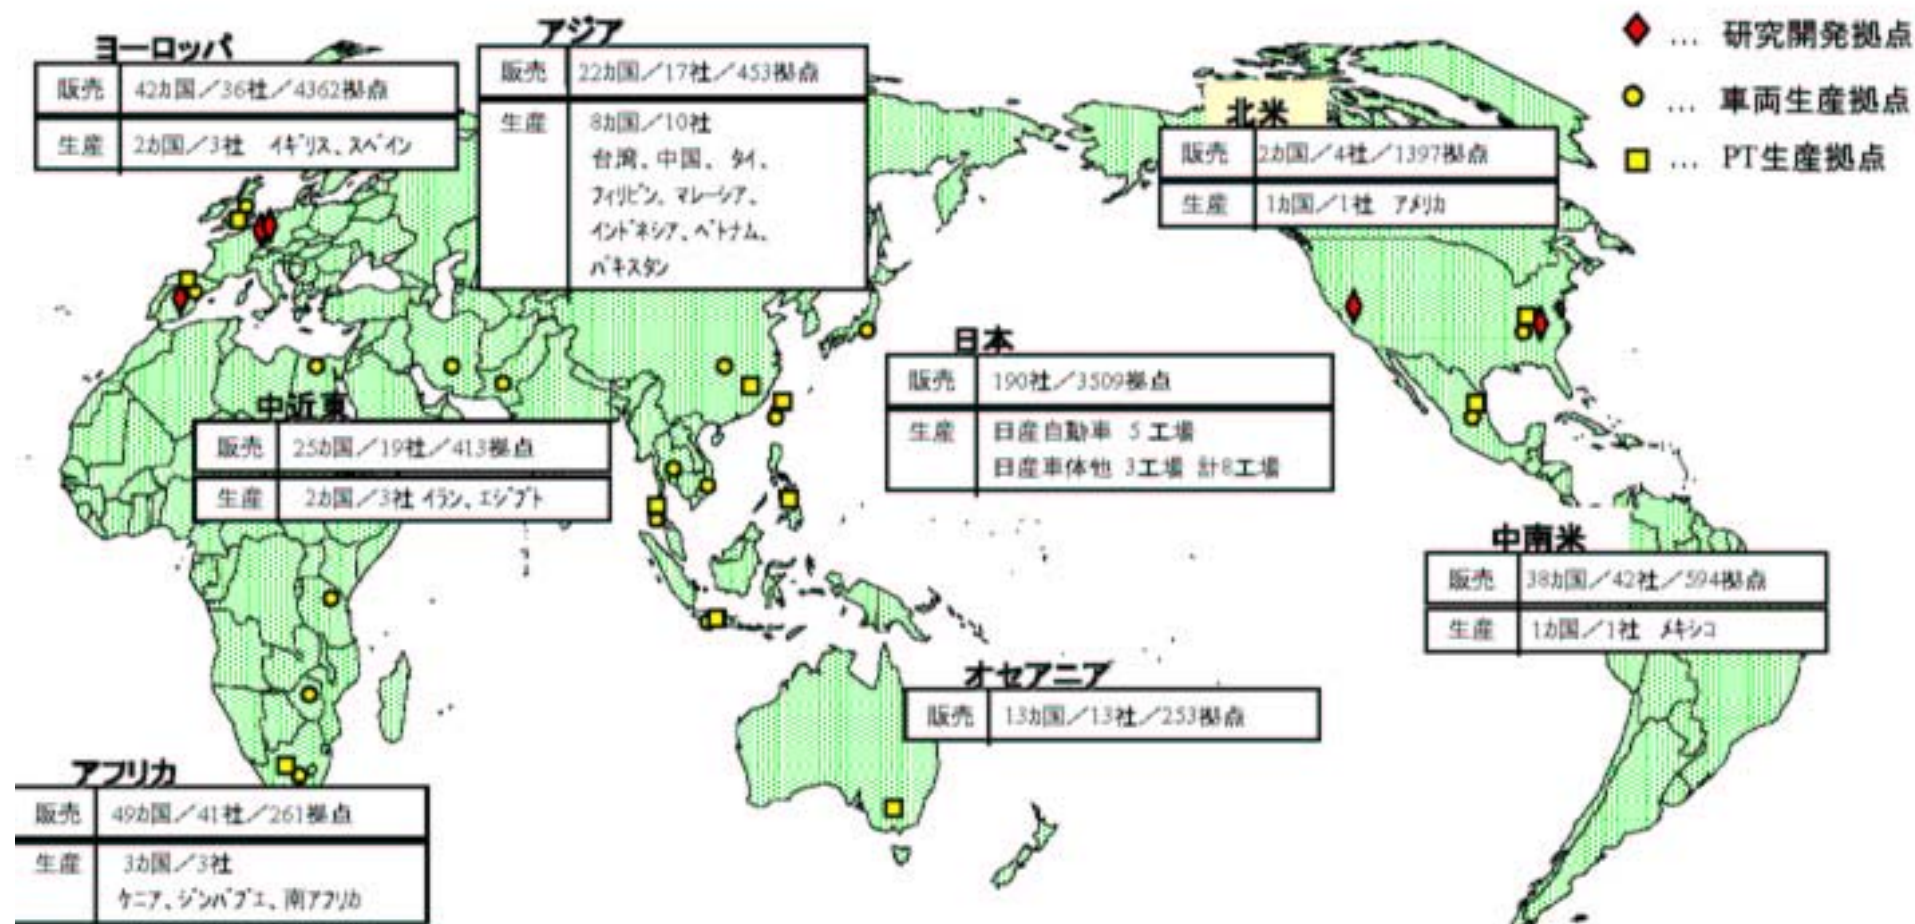 ヨーロッパ
販売 42カ国／36社／4362拠点
生産 2カ国／3社 イギリス、スペイン
アジア
販売 22カ国／17社／453拠点
生産 8カ国／10社
台湾、中国、タイ、
フィリピン、マレーシア、
インドネシア、ベトナム、
パキスタン
北米
販売 2カ国／4社／1397拠点
生産 1カ国／1社 アメリカ
◆ … 研究開発拠点
● … 車両生産拠点
■ … PT生産拠点
日本
販売 190社／3509拠点
生産 日産自動車 5工場
日産車体他 3工場 計8工場
中近東
販売 25カ国／19社／413拠点
生産 2カ国／3社 イラン、エジプト
中南米
販売 38カ国／42社／594拠点
生産 1カ国／1社 メキシコ
オセアニア
販売 13カ国／13社／253拠点
アフリカ
販売 49カ国／41社／261拠点
生産 3カ国／3社
ケニア、ジンバブエ、南アフリカ